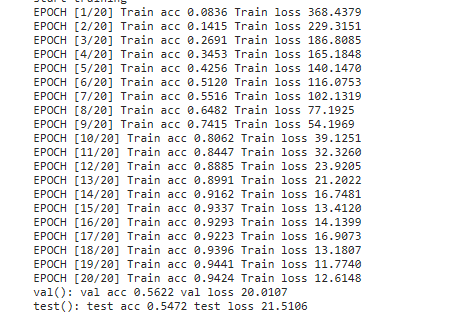 start training
EPOCH [1/20] Train acc 0.0836 Train loss 368.4379
EPOCH [2/20] Train acc 0.1415 Train loss 229.3151
EPOCH [3/20] Train acc 0.2691 Train loss 186.8085
EPOCH [4/20] Train acc 0.3453 Train loss 165.1848
EPOCH [5/20] Train acc 0.4256 Train loss 140.1470
EPOCH [6/20] Train acc 0.5120 Train loss 116.0753
EPOCH [7/20] Train acc 0.5516 Train loss 102.1319
EPOCH [8/20] Train acc 0.6482 Train loss 77.1925
EPOCH [9/20] Train acc 0.7415 Train loss 54.1969
EPOCH [10/20] Train acc 0.8062 Train loss 39.1251
EPOCH [11/20] Train acc 0.8447 Train loss 32.3260
EPOCH [12/20] Train acc 0.8885 Train loss 23.9205
EPOCH [13/20] Train acc 0.8991 Train loss 21.2022
EPOCH [14/20] Train acc 0.9162 Train loss 16.7481
EPOCH [15/20] Train acc 0.9337 Train loss 13.4120
EPOCH [16/20] Train acc 0.9293 Train loss 14.1399
EPOCH [17/20] Train acc 0.9223 Train loss 16.9073
EPOCH [18/20] Train acc 0.9396 Train loss 13.1807
EPOCH [19/20] Train acc 0.9441 Train loss 11.7740
EPOCH [20/20] Train acc 0.9424 Train loss 12.6148
val(): val acc 0.5622 val loss 20.0107
test(): test acc 0.5472 test loss 21.5106